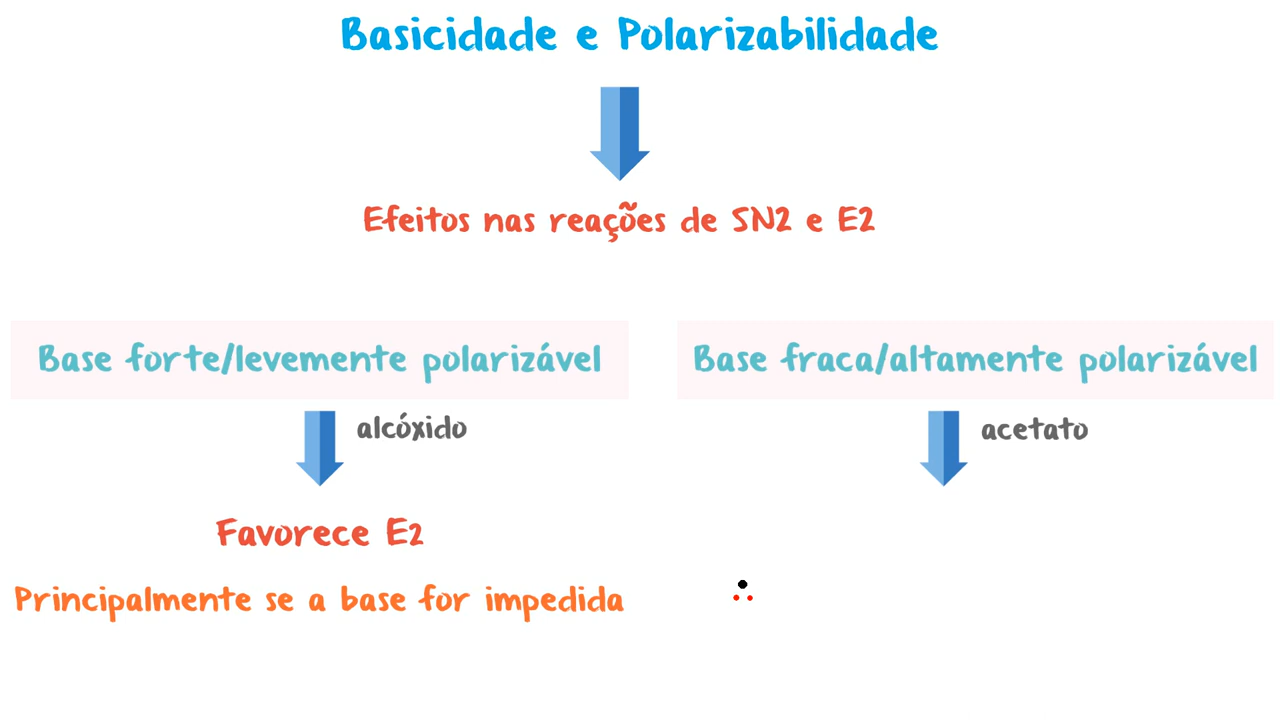 Basicidade e Polarizabilidade
Efeitos nas reações de SN2 e E2
Base forte/levemente polarizável
Base fraca/altamente polarizável
alcóxido
acetato
Favorece E2
Principalmente se a base for impedida